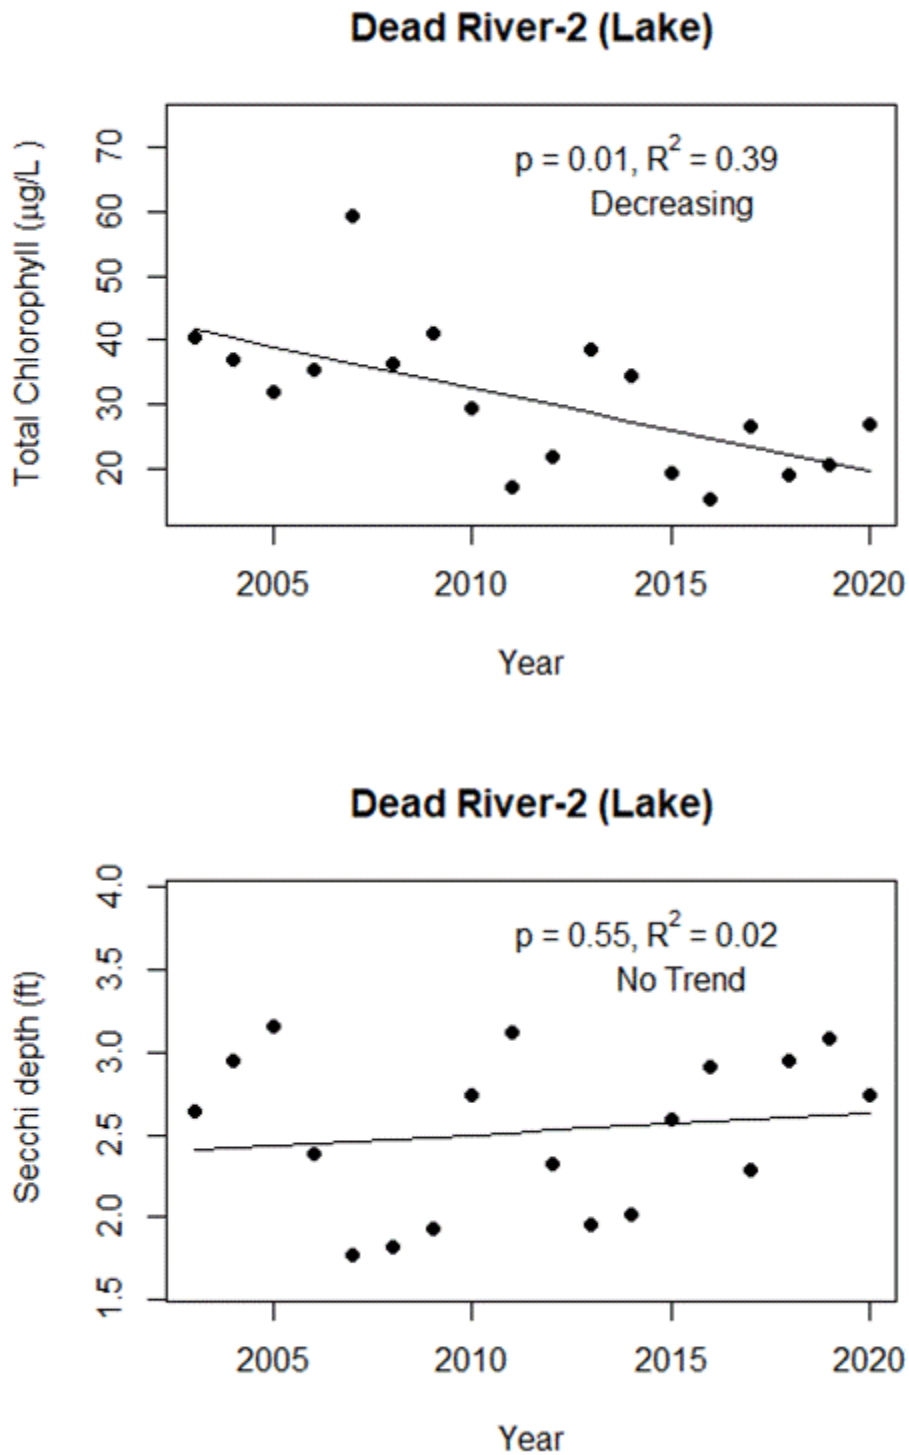 Dead River-2 (Lake)
p = 0.01, R² = 0.39
Decreasing
Total Chlorophyll (µg/L )
70
60
50
40
30
20
2005 2010 2015 2020
Year
Dead River-2 (Lake)
p = 0.55, R² = 0.02
No Trend
Secchi depth (ft)
4.0
3.5
3.0
2.5
2.0
1.5
2005 2010 2015 2020
Year